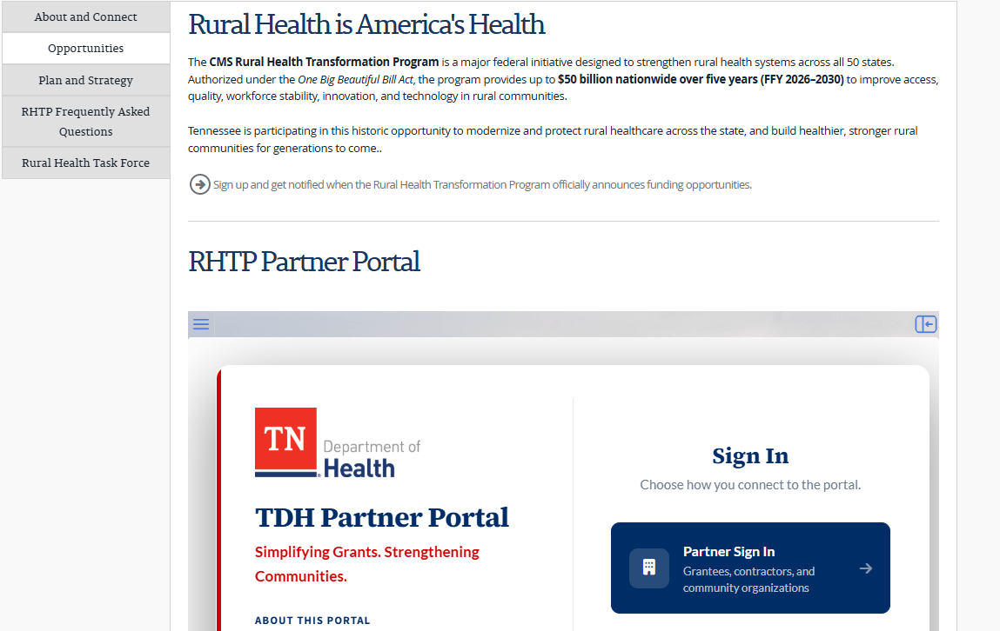 About and Connect
Opportunities
Plan and Strategy
RHTP Frequently Asked
Questions
Rural Health Task Force
Rural Health is America's Health
The CMS Rural Health Transformation Program is a major federal initiative designed to strengthen rural health systems across all 50 states.
Authorized under the One Big Beautiful Bill Act, the program provides up to $50 billion nationwide over five years (FFY 2026–2030) to improve access,
quality, workforce stability, innovation, and technology in rural communities.
Tennessee is participating in this historic opportunity to modernize and protect rural healthcare across the state, and build healthier, stronger rural
communities for generations to come..
Sign up and get notified when the Rural Health Transformation Program officially announces funding opportunities.
RHTP Partner Portal
TN
Department of
Health
TDH Partner Portal
Simplifying Grants. Strengthening
Communities.
ABOUT THIS PORTAL
Sign In
Choose how you connect to the portal.
Partner Sign In
Grantees, contractors, and
community organizations